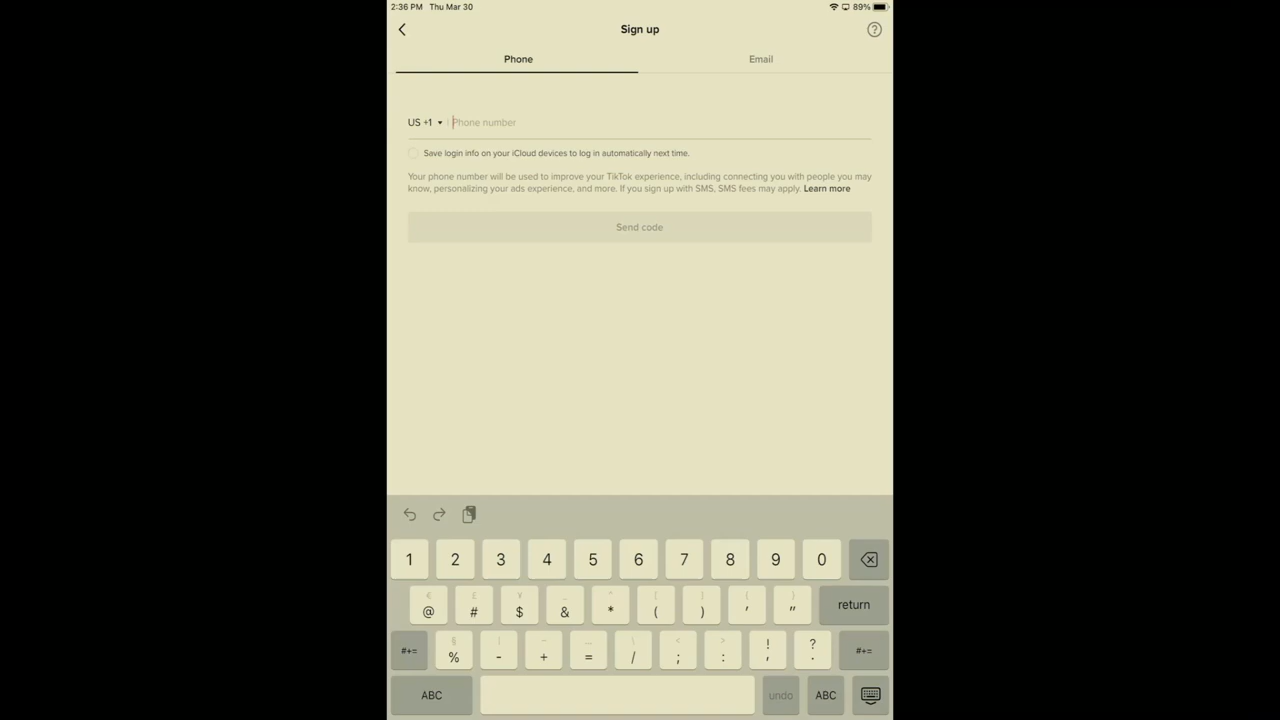 2:36 PM Thu Mar 30 89%
Sign up
Phone Email
US +1 Phone number
Save login info on your iCloud devices to log in automatically next time.
Your phone number will be used to improve your TikTok experience, including connecting you with people you may
know, personalizing your ads experience, and more. If you sign up with SMS, SMS fees may apply. Learn more
Send code
1 2 3 4 5 6 7 8 9 0
@ # $ & * ( ) ' "
return
#+= % - + = / ; : ! , ? . #+=
ABC undo ABC